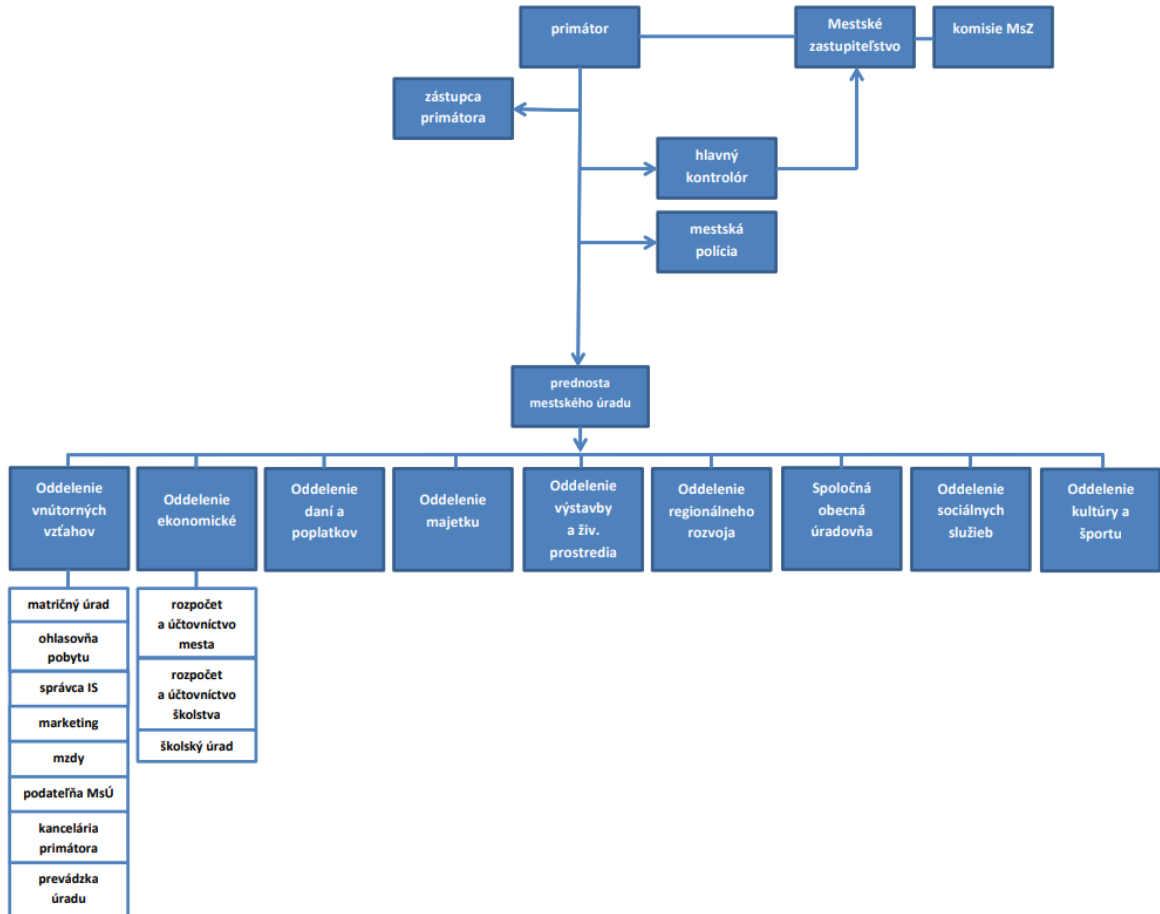 primátor
Mestské
zastupiteľstvo
komisie MsZ
zástupca
primátora
hlavný
kontrolór
mestská
polícia
prednosta
mestského úradu
Oddelenie
vnútorných
vzťahov
Oddelenie
ekonomické
Oddelenie
daní a
poplatkov
Oddelenie
majetku
Oddelenie
výstavby
a živ.
prostredia
Oddelenie
regionálneho
rozvoja
Spoločná
obecná
úradovňa
Oddelenie
sociálnych
služieb
Oddelenie
kultúry a
športu
matričný úrad
ohlasovňa
pobytu
správca IS
marketing
mzdy
podateľňa MsÚ
kancelária
primátora
prevádzka
úradu
rozpočet
a účtovníctvo
mesta
rozpočet
a účtovníctvo
školstva
školský úrad